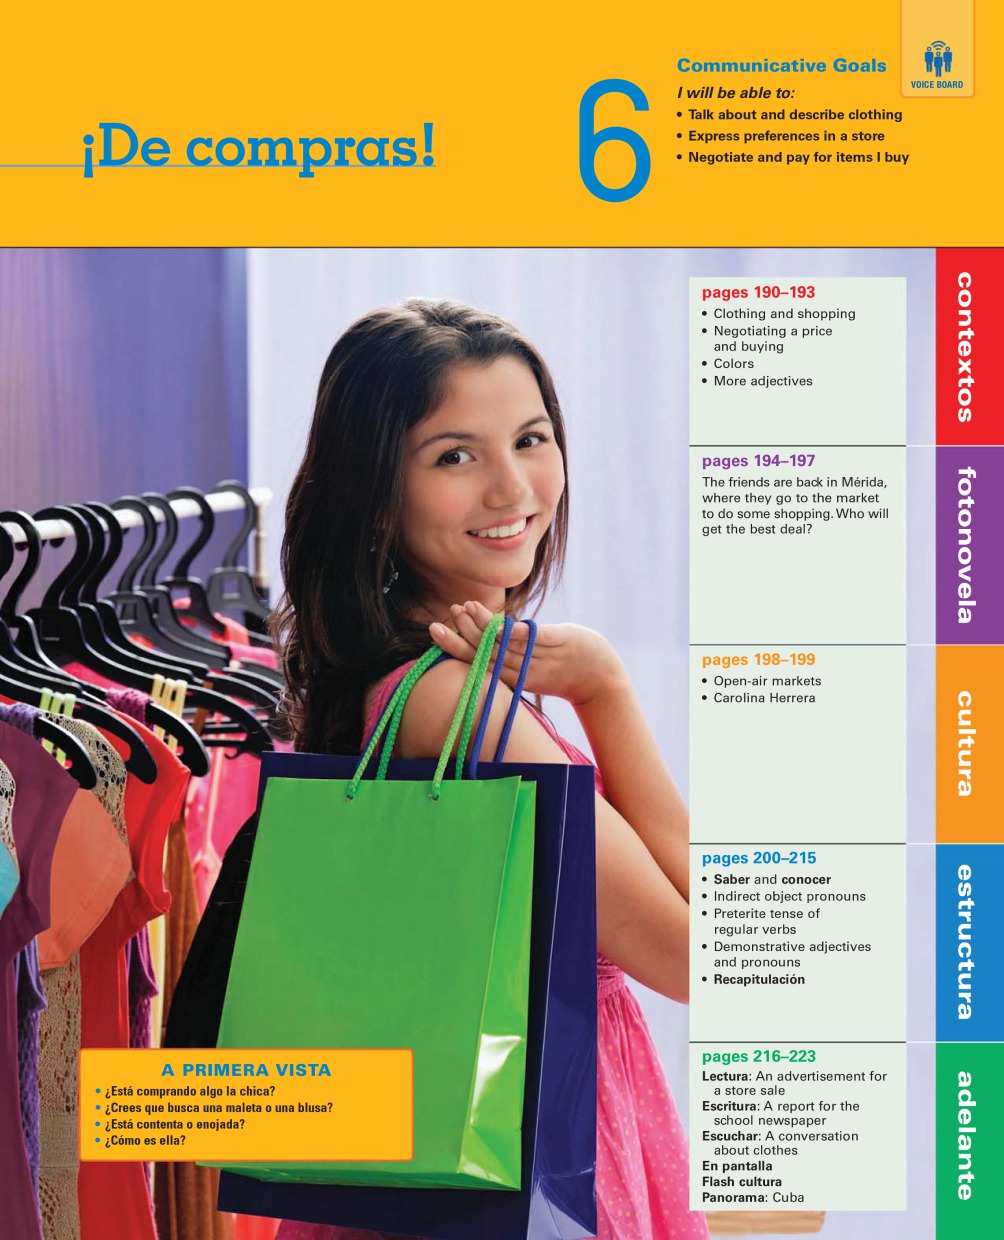 ¡De compras!
6
Communicative Goals
I will be able to:
• Talk about and describe clothing
• Express preferences in a store
• Negotiate and pay for items I buy
VOICE BOARD
pages 190–193
• Clothing and shopping
• Negotiating a price
and buying
• Colors
• More adjectives
contextos
pages 194–197
The friends are back in Mérida,
where they go to the market
to do some shopping. Who will
get the best deal?
fotonovela
pages 198–199
• Open-air markets
• Carolina Herrera
cultura
pages 200–215
• Saber and conocer
• Indirect object pronouns
• Preterite tense of
regular verbs
• Demonstrative adjectives
and pronouns
• Recapitulación
estructura
pages 216–223
Lectura: An advertisement for
a store sale
Escritura: A report for the
school newspaper
Escuchar: A conversation
about clothes
En pantalla
Flash cultura
Panorama: Cuba
adelante
A PRIMERA VISTA
• ¿Está comprando algo la chica?
• ¿Crees que busca una maleta o una blusa?
• ¿Está contenta o enojada?
• ¿Cómo es ella?